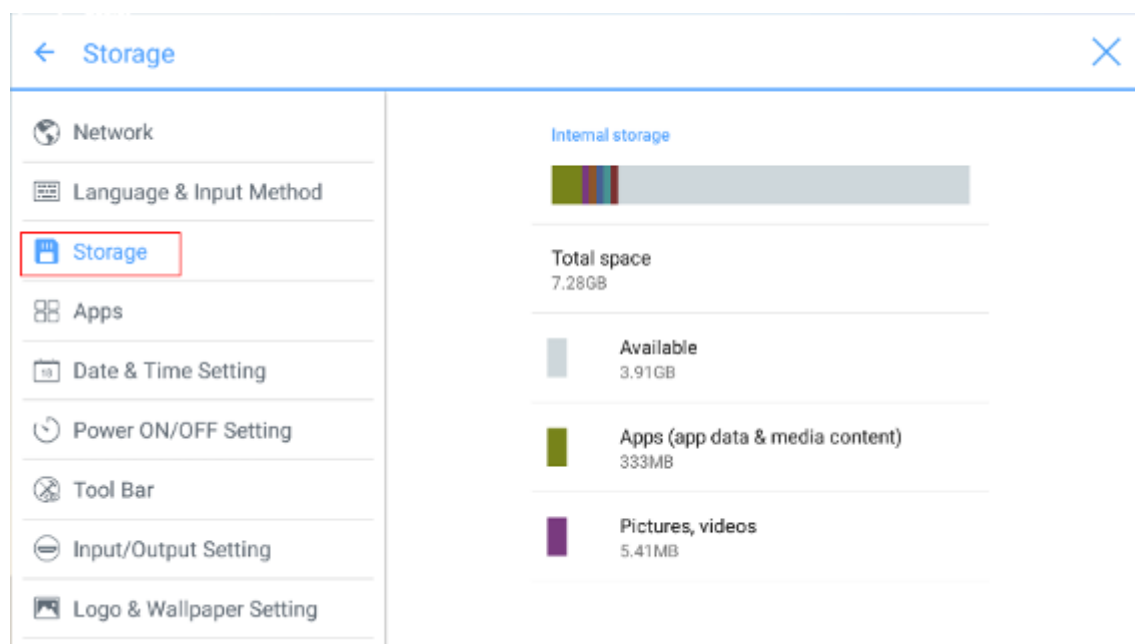 Storage
Network
Language & Input Method
Storage
Apps
Date & Time Setting
Power ON/OFF Setting
Tool Bar
Input/Output Setting
Logo & Wallpaper Setting
Internal storage
Total space
7.28GB
Available
3.91GB
Apps (app data & media content)
333MB
Pictures, videos
5.41MB